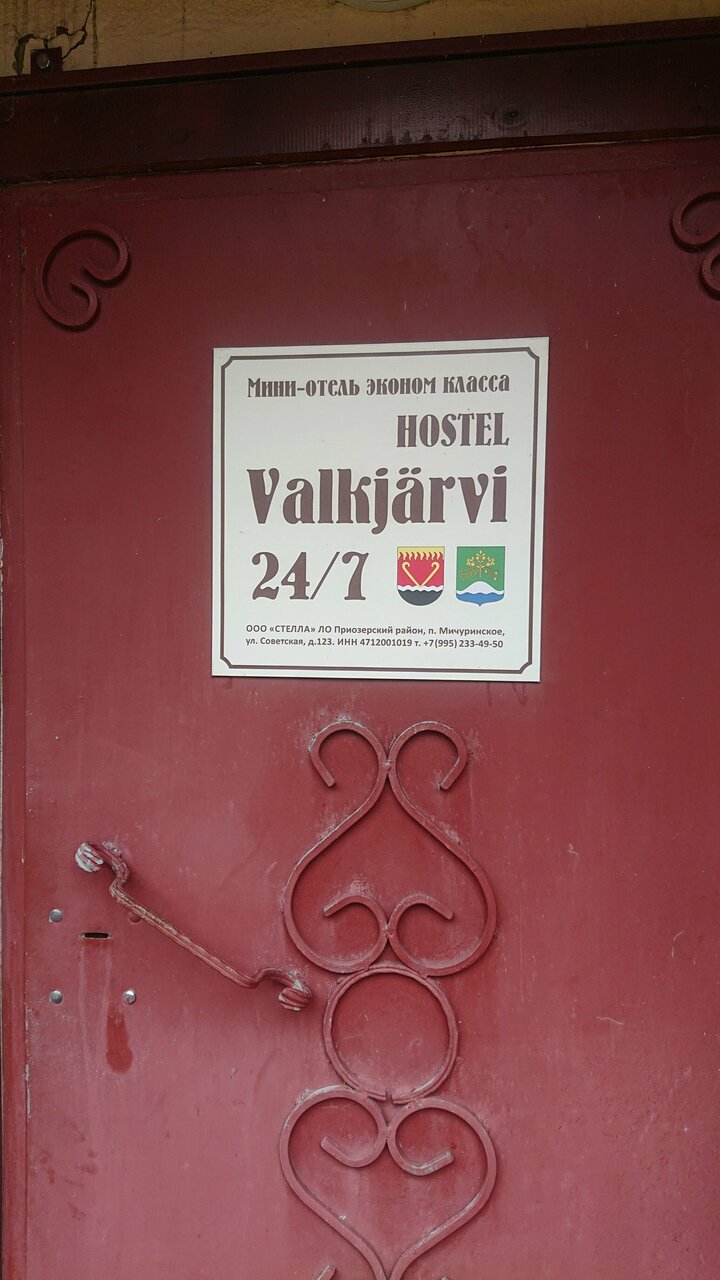 Мини-отель эконом класса
HOSTEL
Valkjärvi
24/7
ООО «СТЕЛЛА» ЛО Приозерский район, п. Мичуринское,
ул. Советская, д.123. ИНН 4712001019 т. +7(995) 233-49-50